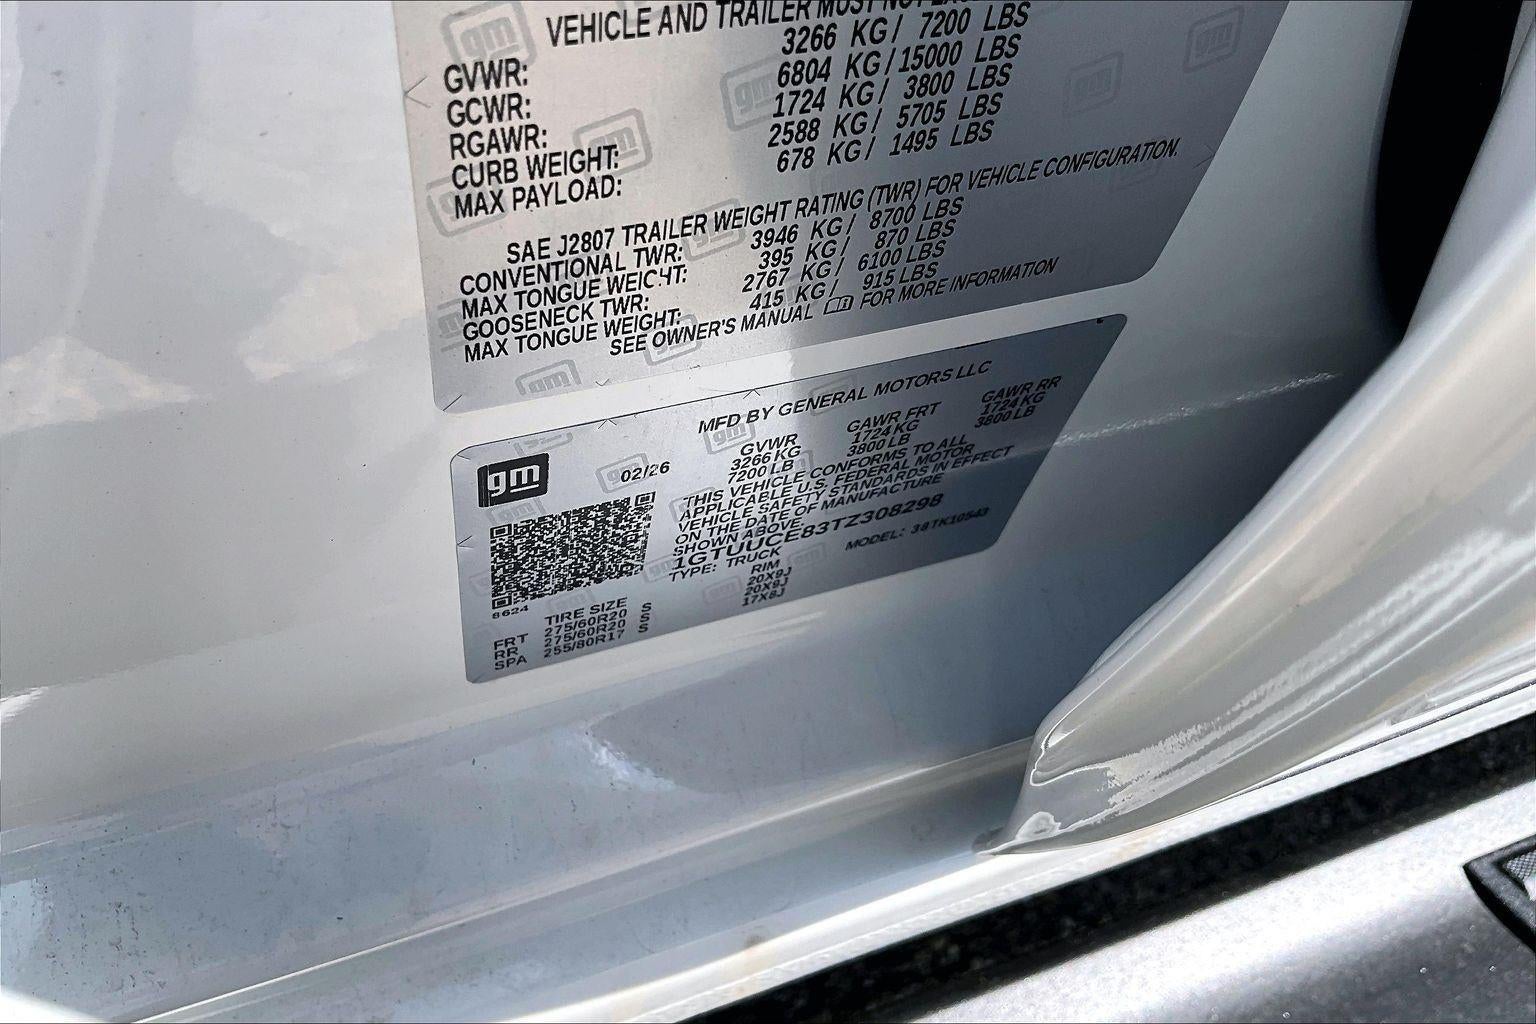 VEHICLE AND TRAILER MUST NOT
GVWR: 3266 KG/ 7200 LBS
GCWR: 6804 KG/ 15000 LBS
RGAWR: 1724 KG/ 3800 LBS
CURB WEIGHT: 2588 KG/ 5705 LBS
MAX PAYLOAD: 678 KG/ 1495 LBS
SAE J2807 TRAILER WEIGHT RATING (TWR) FOR VEHICLE CONFIGURATION.
CONVENTIONAL TWR: 3946 KG/ 8700 LBS
MAX TONGUE WEIGHT: 395 KG/ 870 LBS
GOOSENECK TWR: 2767 KG/ 6100 LBS
MAX TONGUE WEIGHT: 415 KG/ 915 LBS
SEE OWNER'S MANUAL FOR MORE INFORMATION
MFD BY GENERAL MOTORS LLC
gm
02/26
GVWR GAWR FRT GAWR RR
3266 KG 1724 KG 1724 KG
7200 LB 3800 LB 3800 LB
THIS VEHICLE CONFORMS TO ALL
APPLICABLE U.S. FEDERAL MOTOR
VEHICLE SAFETY STANDARDS IN EFFECT
ON THE DATE OF MANUFACTURE
SHOWN ABOVE.
1GTUUCE83TZ308298
TYPE: TRUCK MODEL: 38TK10543
8624
TIRE SIZE RIM
FRT 275/60R20 S 20X9J
RR 275/60R20 S 20X9J
SPA 255/80R17 S 17X8J